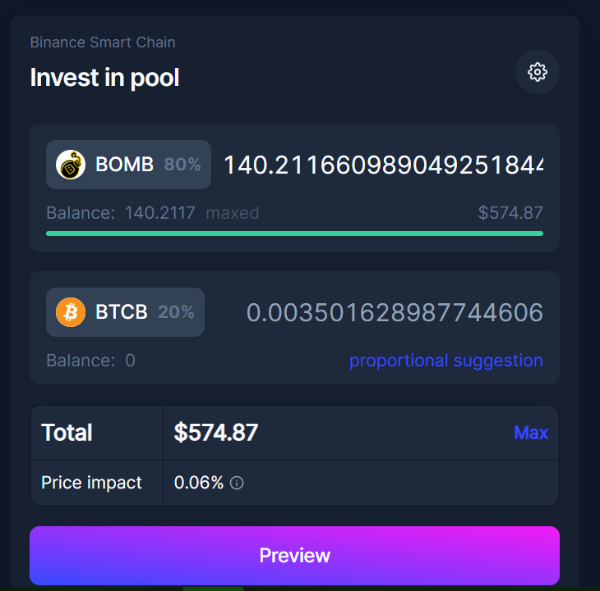 Binance Smart Chain
Invest in pool
BOMB 80% 140.211660989049251844
Balance: 140.2117 maxed $574.87
BTCB 20% 0.003501628987744606
Balance: 0 proportional suggestion
Total $574.87 Max
Price impact 0.06%
Preview